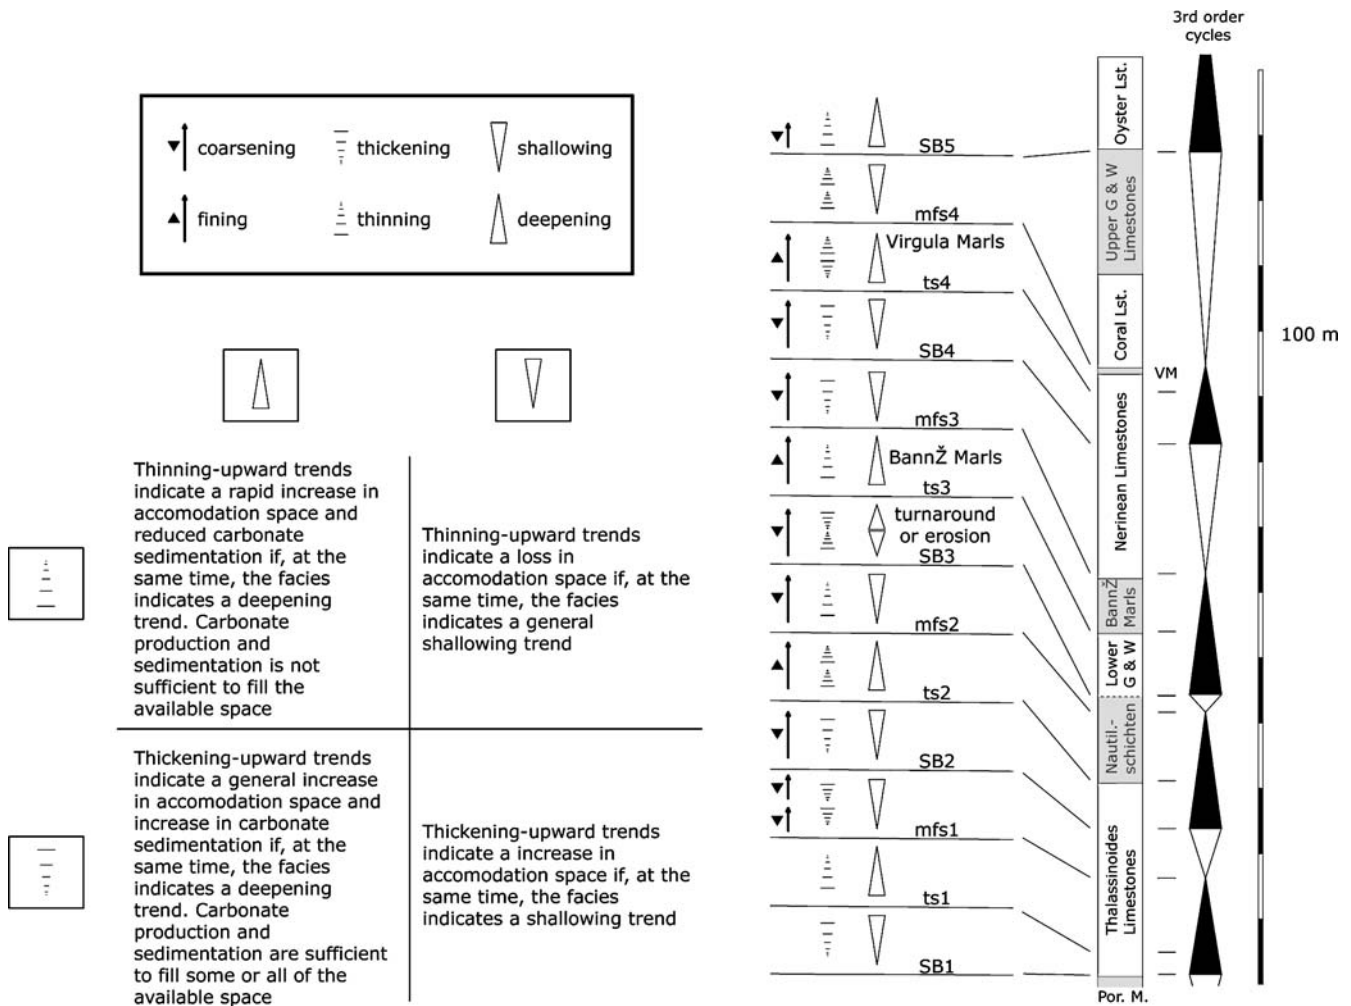 coarsening
thickening
shallowing
fining
thinning
deepening
Thinning-upward trends
indicate a rapid increase in
accomodation space and
reduced carbonate
sedimentation if, at the
same time, the facies
indicates a deepening
trend. Carbonate
production and
sedimentation is not
sufficient to fill the
available space
Thinning-upward trends
indicate a loss in
accomodation space if, at the
same time, the facies
indicates a general
shallowing trend
Thickening-upward trends
indicate a general increase
in accomodation space and
increase in carbonate
sedimentation if, at the
same time, the facies
indicates a deepening
trend. Carbonate
production and
sedimentation are sufficient
to fill some or all of the
available space
Thickening-upward trends
indicate a increase in
accomodation space if, at the
same time, the facies
indicates a shallowing trend
SB5
mfs4
Virgula Marls
ts4
SB4
mfs3
BannŽ Marls
ts3
turnaround
or erosion
SB3
mfs2
ts2
SB2
mfs1
ts1
SB1
3rd order
cycles
Oyster Lst.
Upper G & W
Limestones
Coral Lst.
VM
Nerinean Limestones
BannŽ
Marls
Lower
G & W
Nautil.-
schichten
Thalassinoides
Limestones
Por. M.
100 m